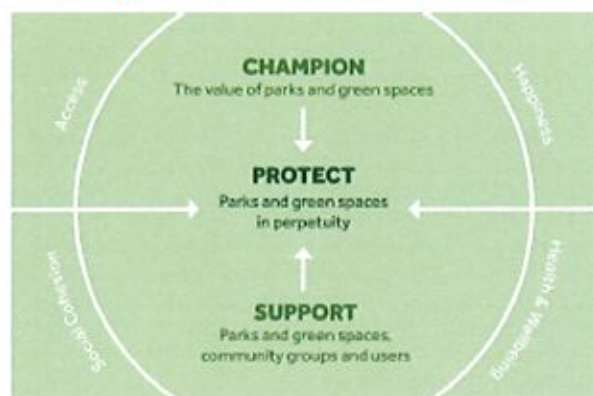 CHAMPION
The value of parks and green spaces
Access
Happiness
PROTECT
Parks and green spaces
in perpetuity
Social Cohesion
Health & Wellbeing
SUPPORT
Parks and green spaces,
community groups and users